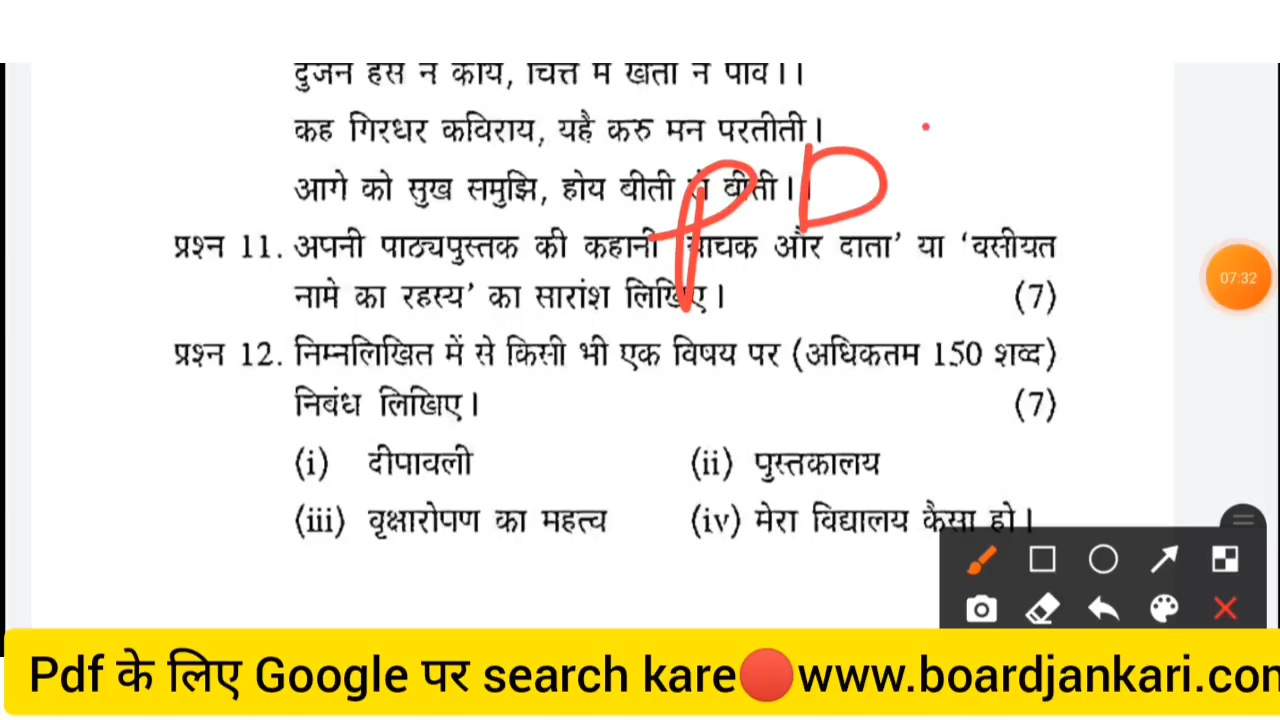 दुर्जन हंसे न कोय, चित्त में खता न पावै।।
कह गिरधर कविराय, यहै करु मन परतीती।
आगे को सुख समुझि, होय बीती सो बीती।।
P D
प्रश्न 11. अपनी पाठ्यपुस्तक की कहानी ‘याचक और दाता’ या ‘वसीयत
नामे का रहस्य’ का सारांश लिखिए। (7)
07:32
प्रश्न 12. निम्नलिखित में से किसी भी एक विषय पर (अधिकतम 150 शब्द)
निबंध लिखिए। (7)
(i) दीपावली (ii) पुस्तकालय
(iii) वृक्षारोपण का महत्व (iv) मेरा विद्यालय कैसा हो।
Pdf के लिए Google पर search kare🔴www.boardjankari.com